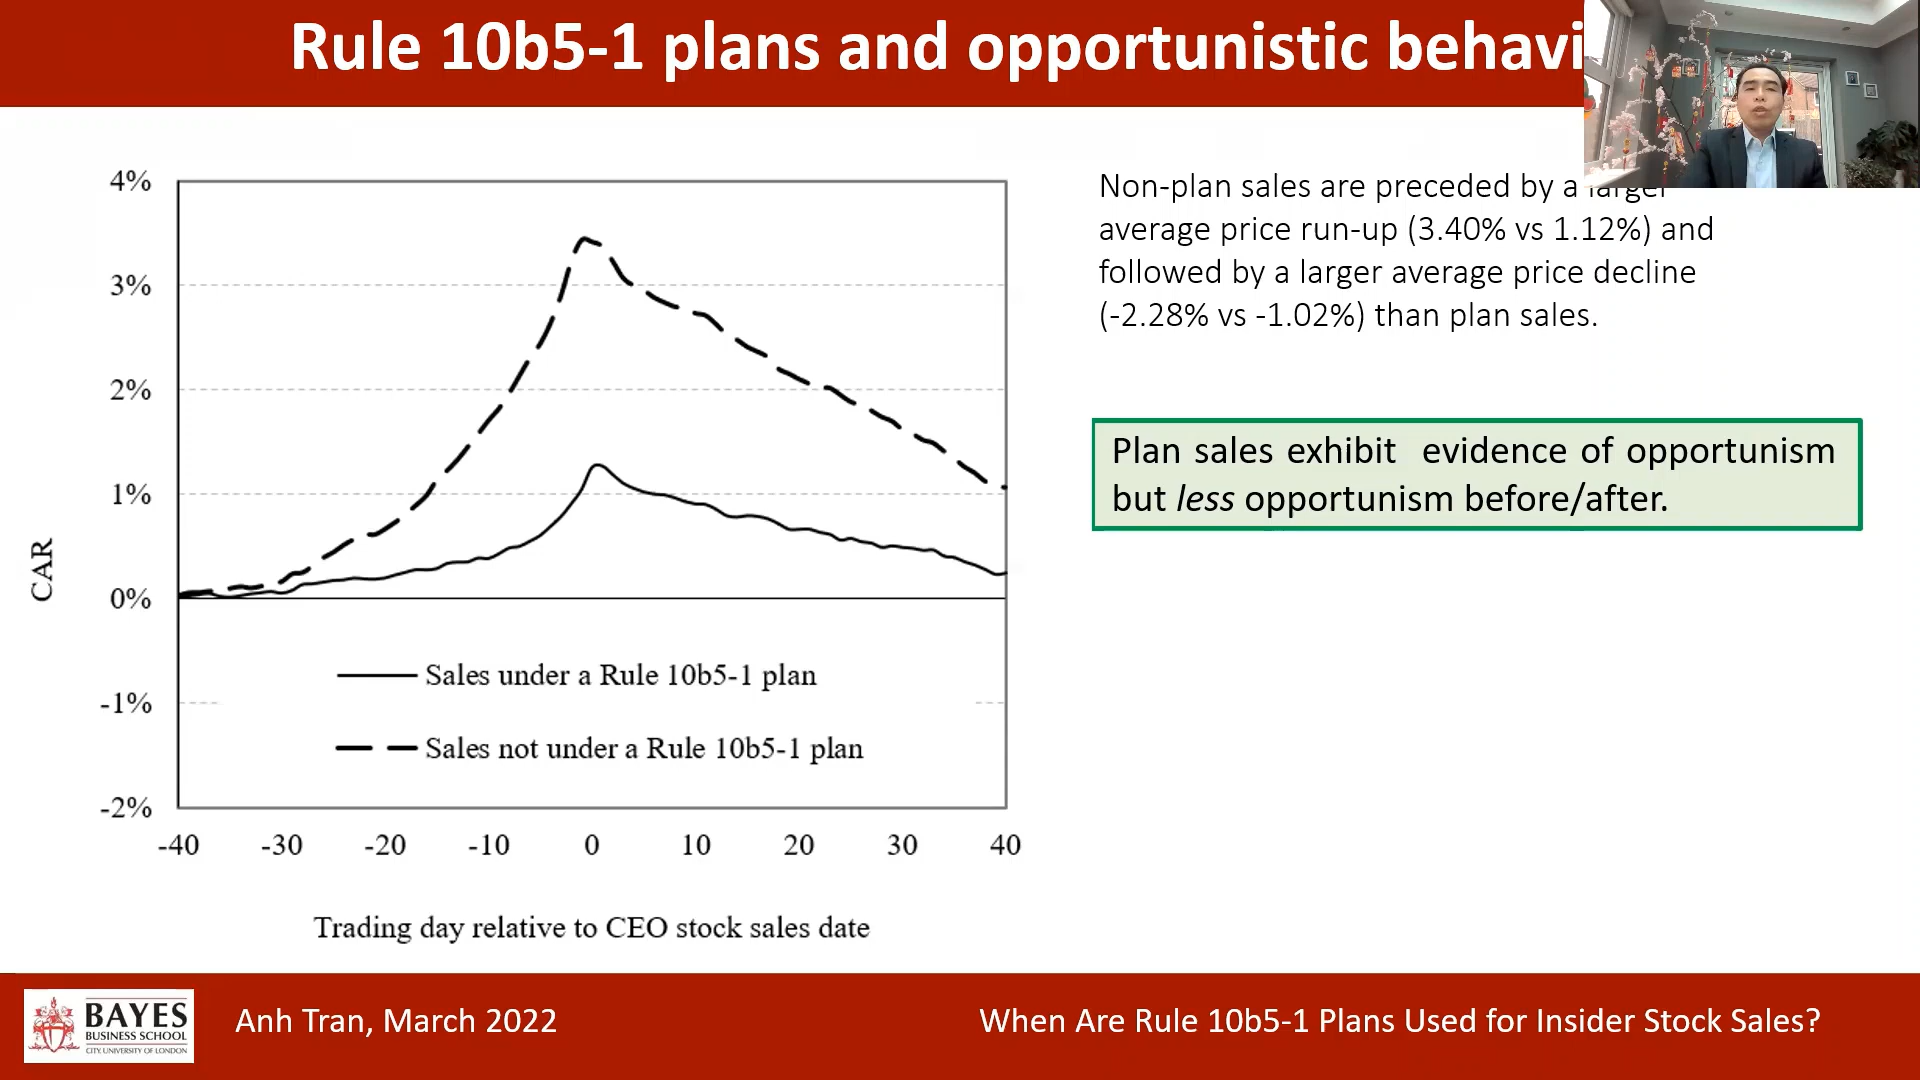 Rule 10b5-1 plans and opportunistic behavi
4%
3%
2%
1%
0%
-1%
-2%
CAR
Sales under a Rule 10b5-1 plan
Sales not under a Rule 10b5-1 plan
-40 -30 -20 -10 0 10 20 30 40
Trading day relative to CEO stock sales date
Non-plan sales are preceded by a larger
average price run-up (3.40% vs 1.12%) and
followed by a larger average price decline
(-2.28% vs -1.02%) than plan sales.
Plan sales exhibit evidence of opportunism
but less opportunism before/after.
BAYES
BUSINESS SCHOOL
CITY, UNIVERSITY OF LONDON
Anh Tran, March 2022
When Are Rule 10b5-1 Plans Used for Insider Stock Sales?